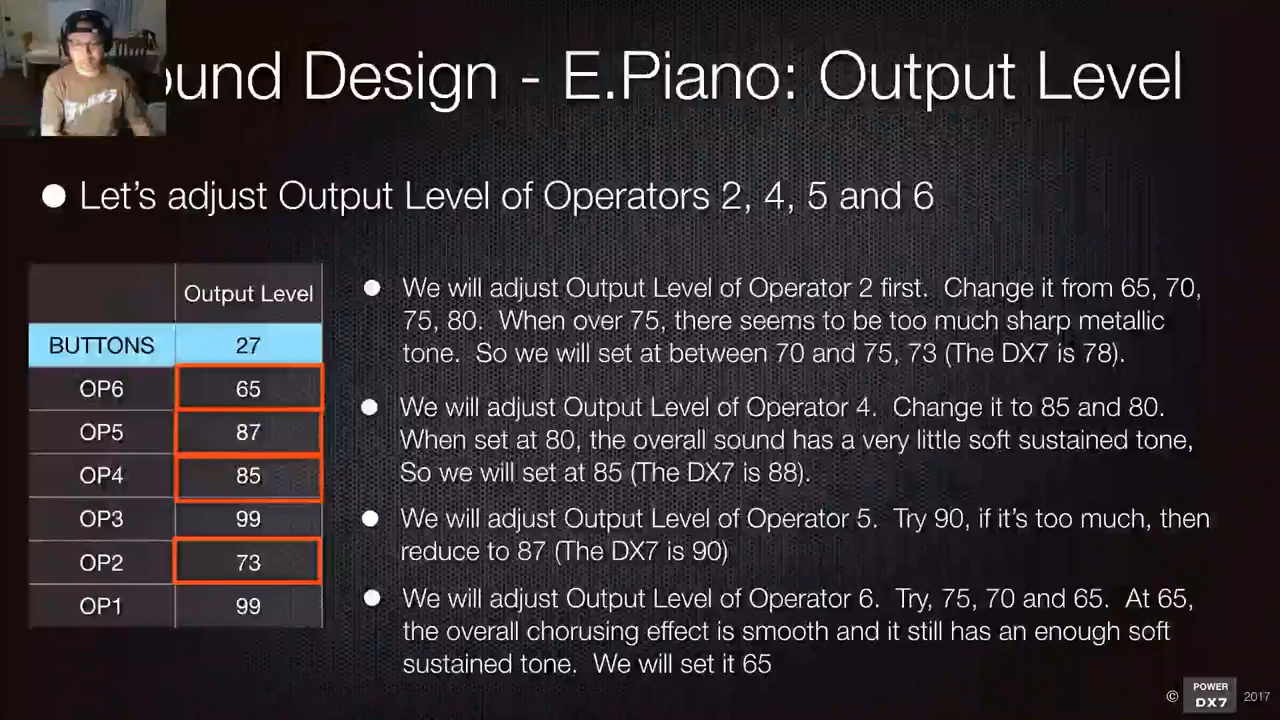 ound Design - E.Piano: Output Level
Let's adjust Output Level of Operators 2, 4, 5 and 6
Output Level
BUTTONS 27
OP6 65
OP5 87
OP4 85
OP3 99
OP2 73
OP1 99
We will adjust Output Level of Operator 2 first. Change it from 65, 70,
75, 80. When over 75, there seems to be too much sharp metallic
tone. So we will set at between 70 and 75, 73 (The DX7 is 78).
We will adjust Output Level of Operator 4. Change it to 85 and 80.
When set at 80, the overall sound has a very little soft sustained tone,
So we will set at 85 (The DX7 is 88).
We will adjust Output Level of Operator 5. Try 90, if it's too much, then
reduce to 87 (The DX7 is 90)
We will adjust Output Level of Operator 6. Try, 75, 70 and 65. At 65,
the overall chorusing effect is smooth and it still has an enough soft
sustained tone. We will set it 65
© POWER DX7 2017